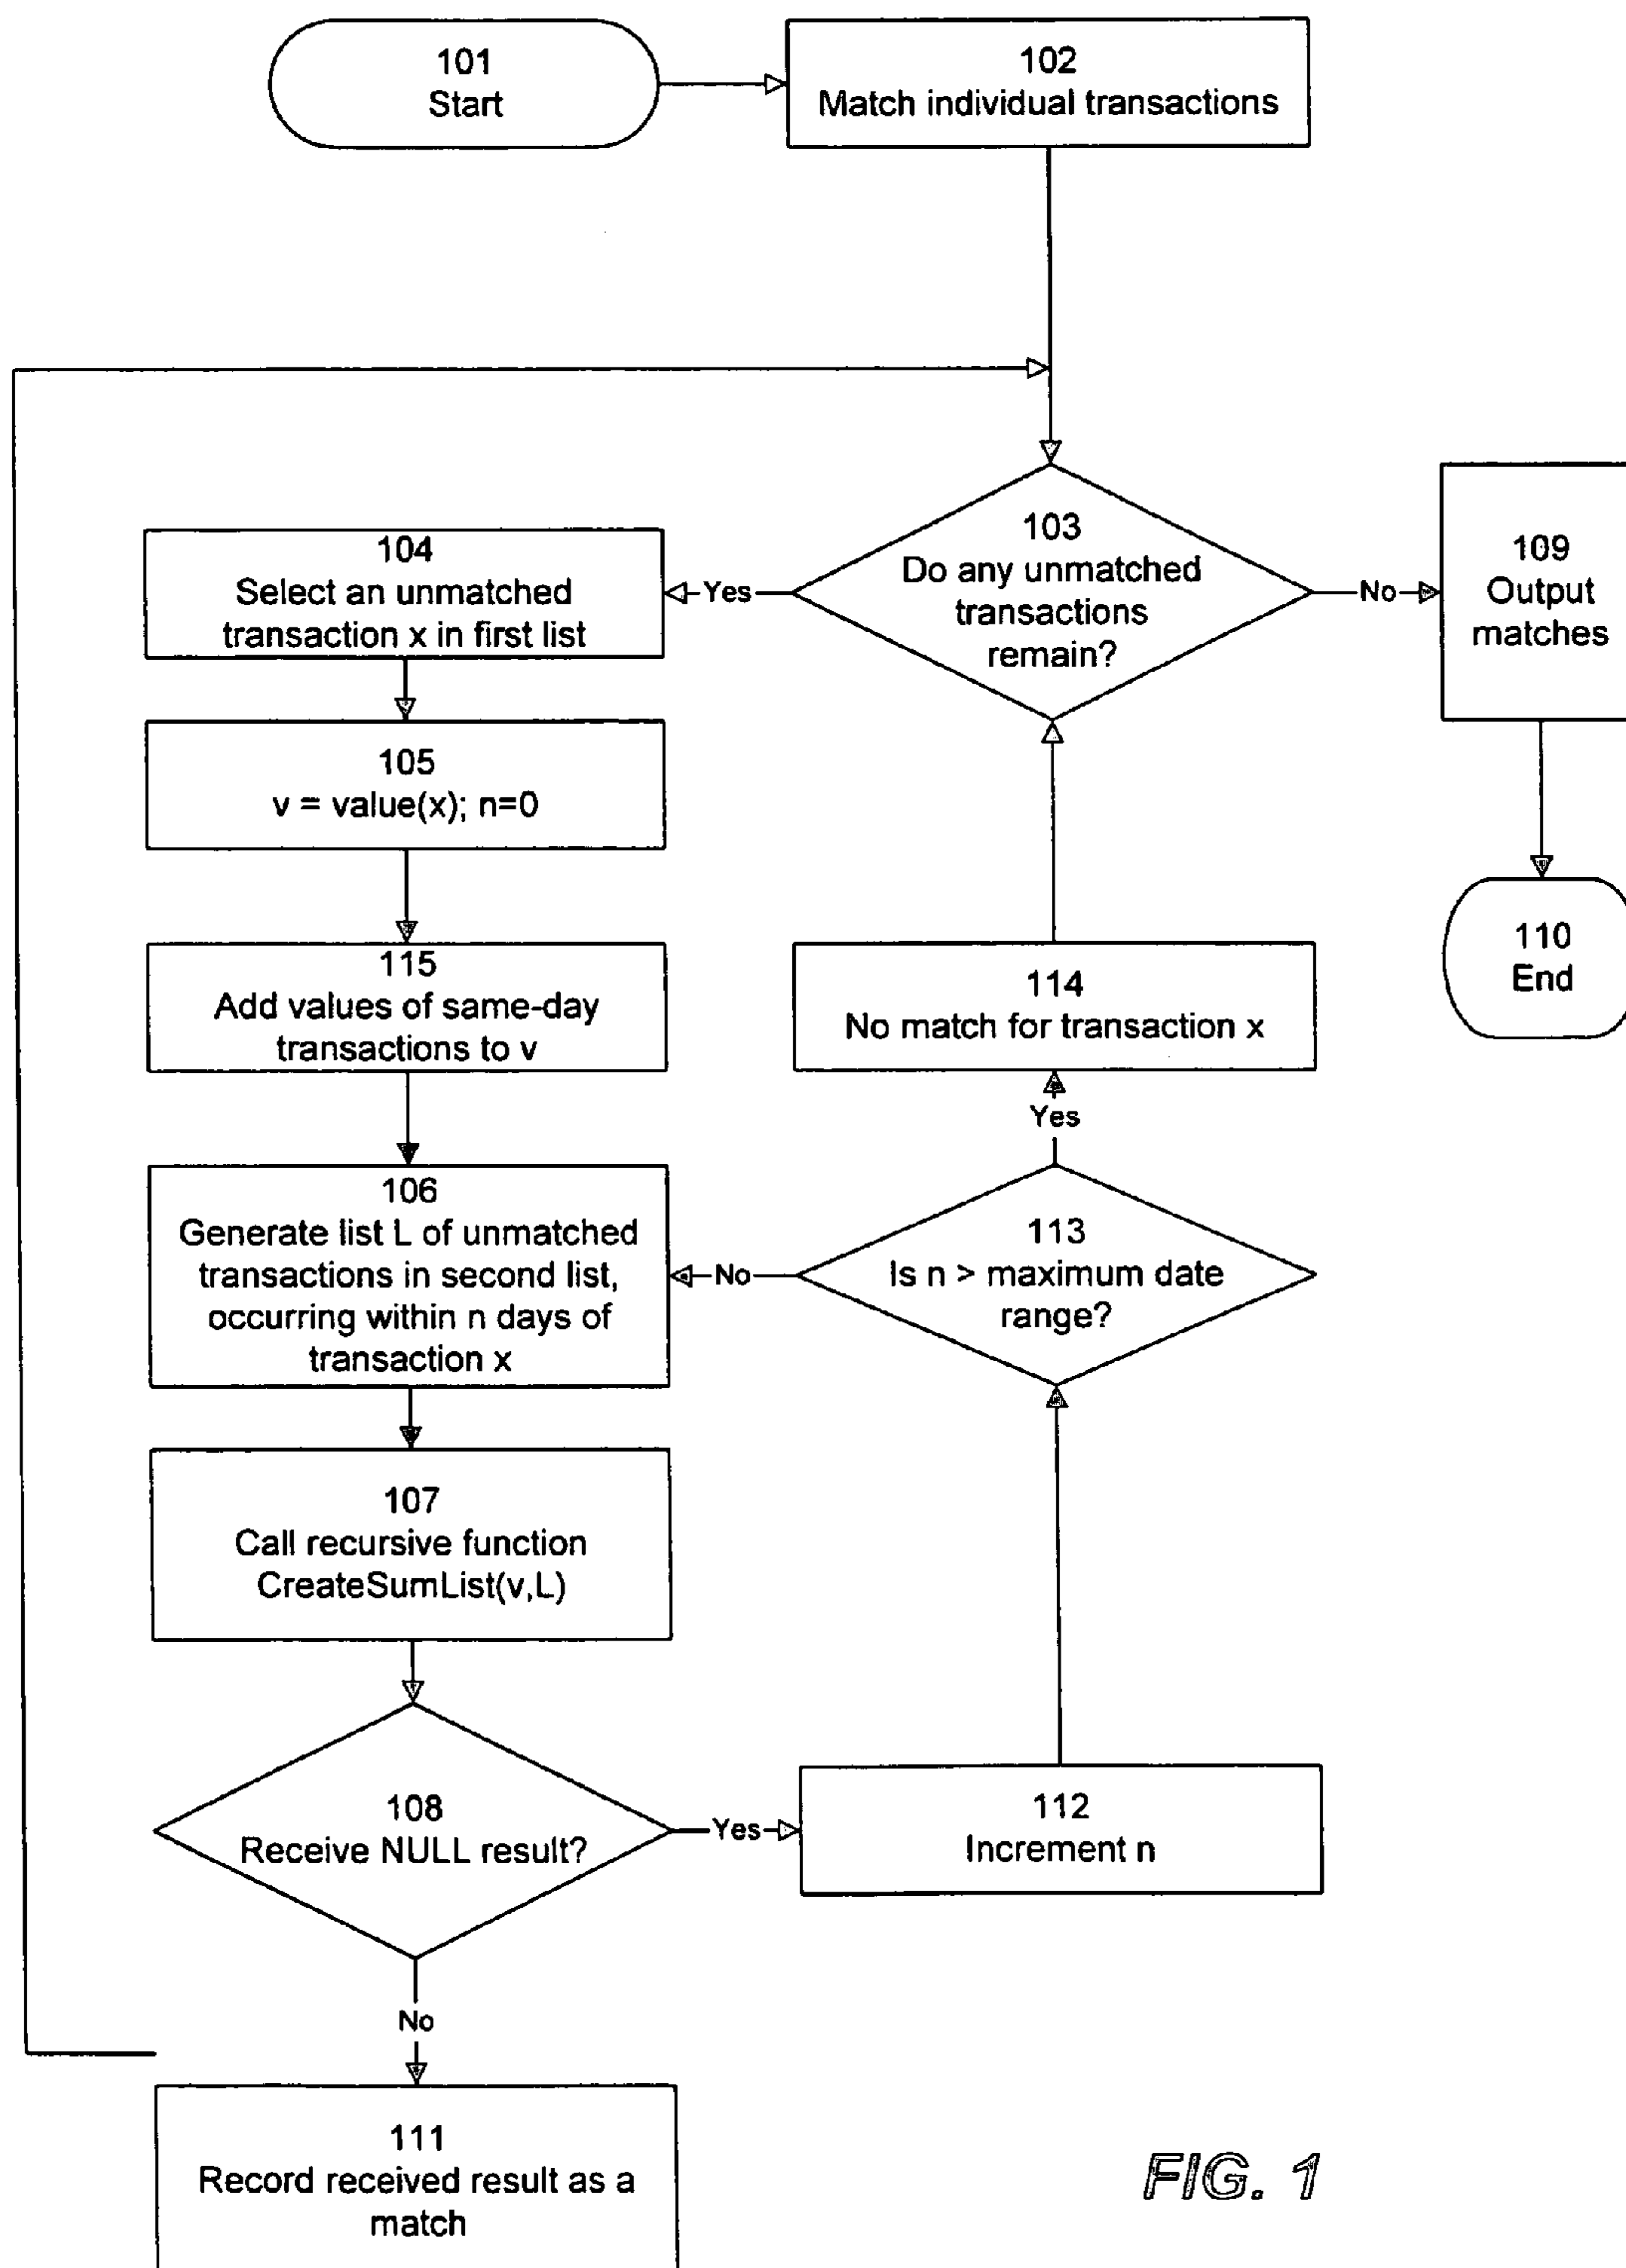 101
Start
102
Match individual transactions
103
Do any unmatched
transactions
remain?
Yes
No
104
Select an unmatched
transaction x in first list
109
Output
matches
105
v = value(x); n=0
110
End
115
Add values of same-day
transactions to v
114
No match for transaction x
Yes
106
Generate list L of unmatched
transactions in second list,
occurring within n days of
transaction x
No
113
Is n > maximum date
range?
107
Call recursive function
CreateSumList(v,L)
108
Receive NULL result?
Yes
112
Increment n
No
111
Record received result as a
match
FIG. 1